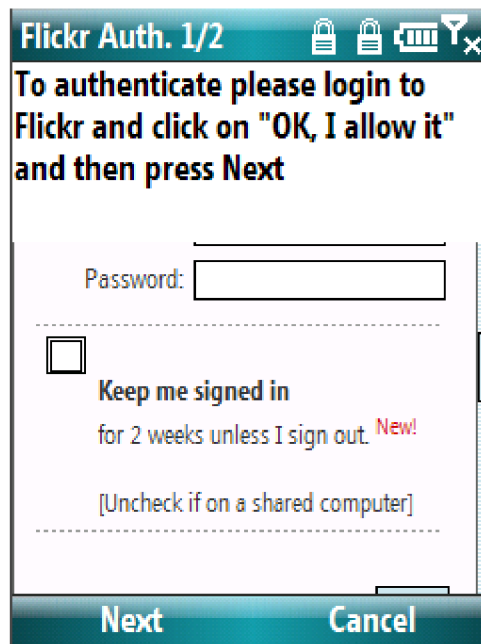 Flickr Auth. 1/2
To authenticate please login to
Flickr and click on "OK, I allow it"
and then press Next
Password:
Keep me signed in
for 2 weeks unless I sign out. New!
[Uncheck if on a shared computer]
Next Cancel